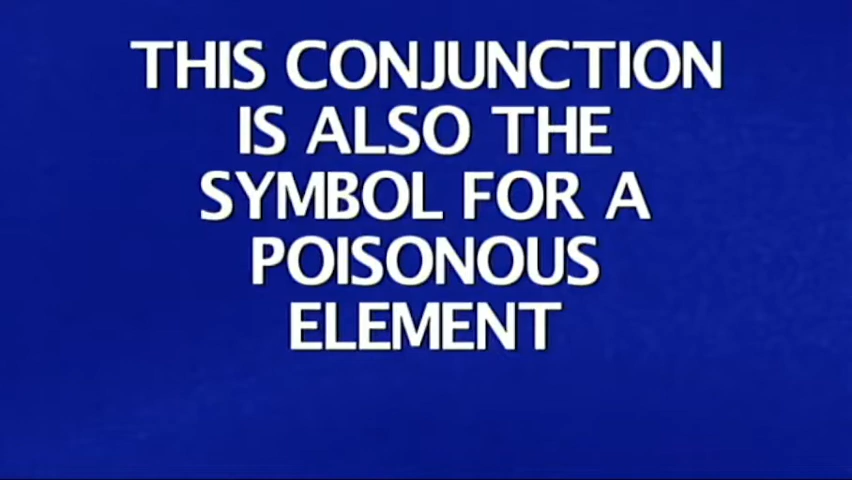 THIS CONJUNCTION
IS ALSO THE
SYMBOL FOR A
POISONOUS
ELEMENT